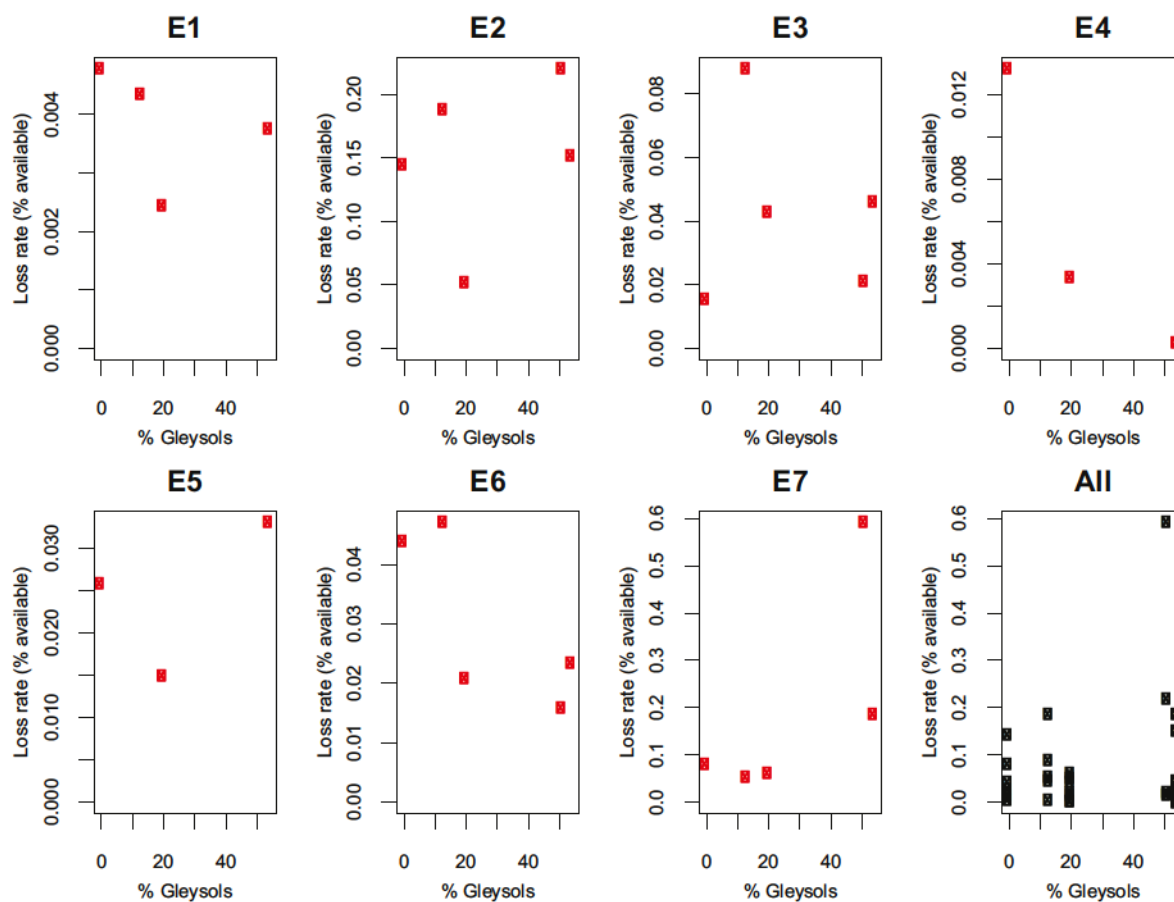 E1 E2 E3 E4
Loss rate (% available) Loss rate (% available) Loss rate (% available) Loss rate (% available)
0.004 0.20 0.08 0.012
0.15 0.06 0.008
0.002 0.10 0.04 0.004
0.05 0.02
0.000 0.00 0.00 0.000
0 20 40 0 20 40 0 20 40 0 20 40
% Gleysols % Gleysols % Gleysols % Gleysols
E5 E6 E7 All
Loss rate (% available) Loss rate (% available) Loss rate (% available) Loss rate (% available)
0.6 0.6
0.030 0.04 0.5 0.5
0.4 0.4
0.020 0.03 0.3 0.3
0.010 0.02 0.2 0.2
0.01 0.1 0.1
0.000 0.00 0.0 0.0
0 20 40 0 20 40 0 20 40 0 20 40
% Gleysols % Gleysols % Gleysols % Gleysols